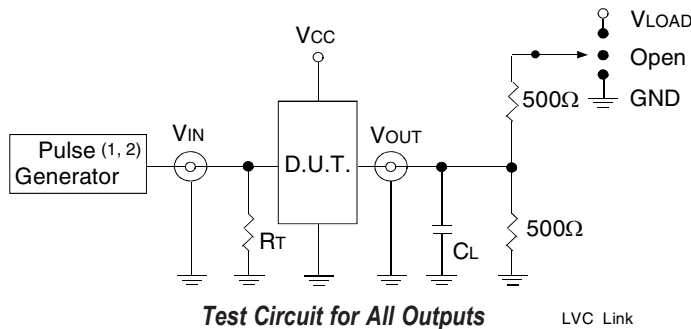 VLOAD
VCC
Open
500Ω
GND
VIN
VOUT
Pulse (1, 2)
Generator
D.U.T.
RT
CL
500Ω
Test Circuit for All Outputs
LVC Link